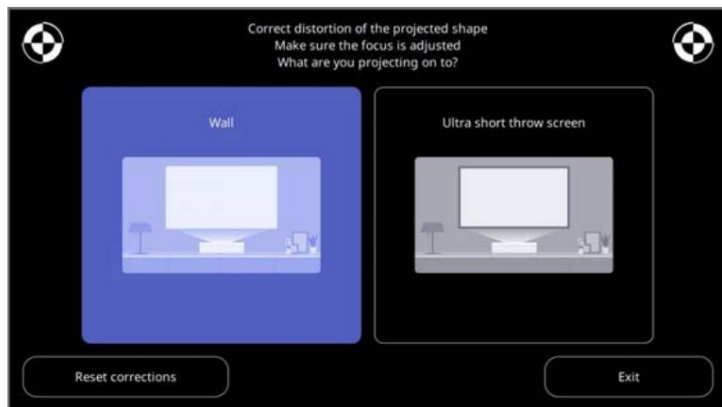 Correct distortion of the projected shape
Make sure the focus is adjusted
What are you projecting on to?
Wall
Ultra short throw screen
Reset corrections
Exit